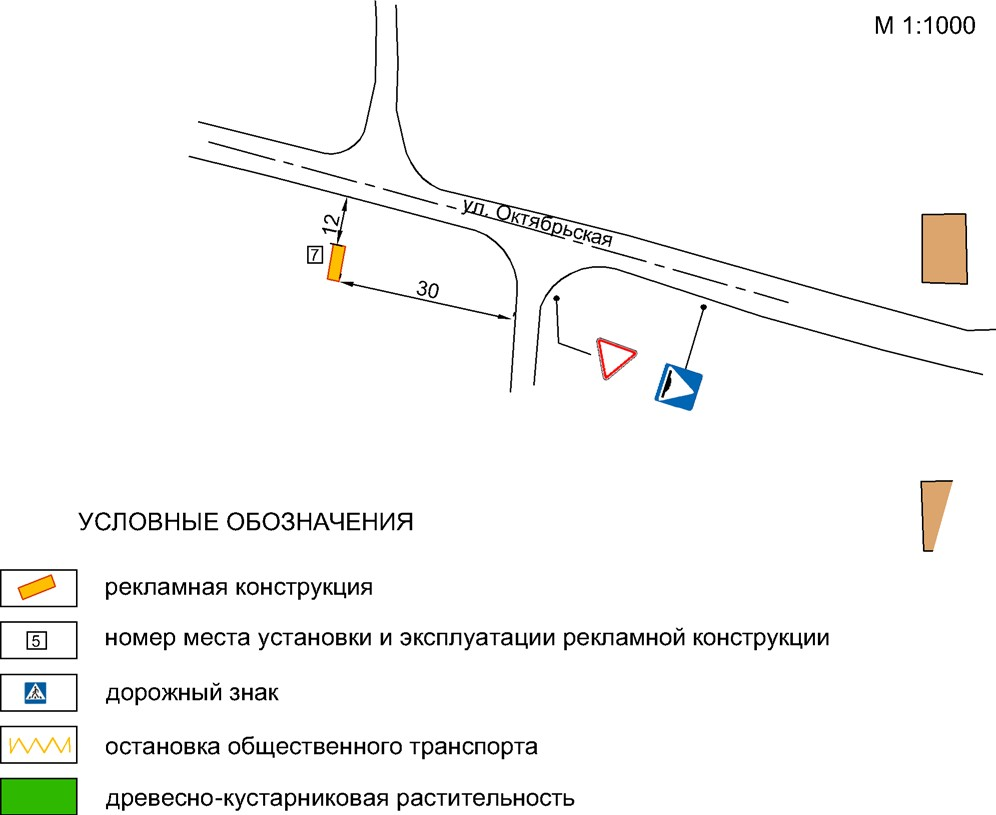 М 1:1000
ул. Октябрьская
12
7
30
УСЛОВНЫЕ ОБОЗНАЧЕНИЯ
рекламная конструкция
5
номер места установки и эксплуатации рекламной конструкции
дорожный знак
остановка общественного транспорта
древесно-кустарниковая растительность